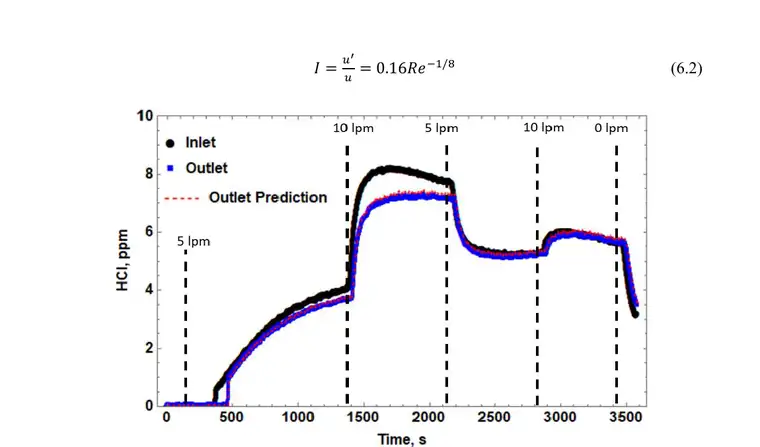 I = u′/u = 0.16Re^−1/8 (6.2)
10
10 lpm 5 lpm 10 lpm 0 lpm
Inlet
8
Outlet
Outlet Prediction
6
5 lpm
HCl, ppm
4
2
0
0 500 1000 1500 2000 2500 3000 3500
Time, s